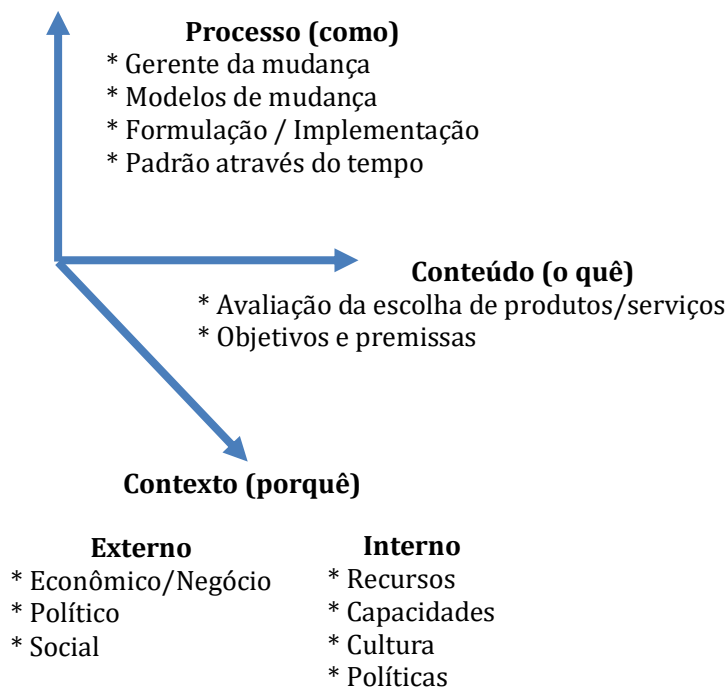 Processo (como)
* Gerente da mudança
* Modelos de mudança
* Formulação / Implementação
* Padrão através do tempo
Conteúdo (o quê)
* Avaliação da escolha de produtos/serviços
* Objetivos e premissas
Contexto (porquê)
Externo
* Econômico/Negócio
* Político
* Social
Interno
* Recursos
* Capacidades
* Cultura
* Políticas